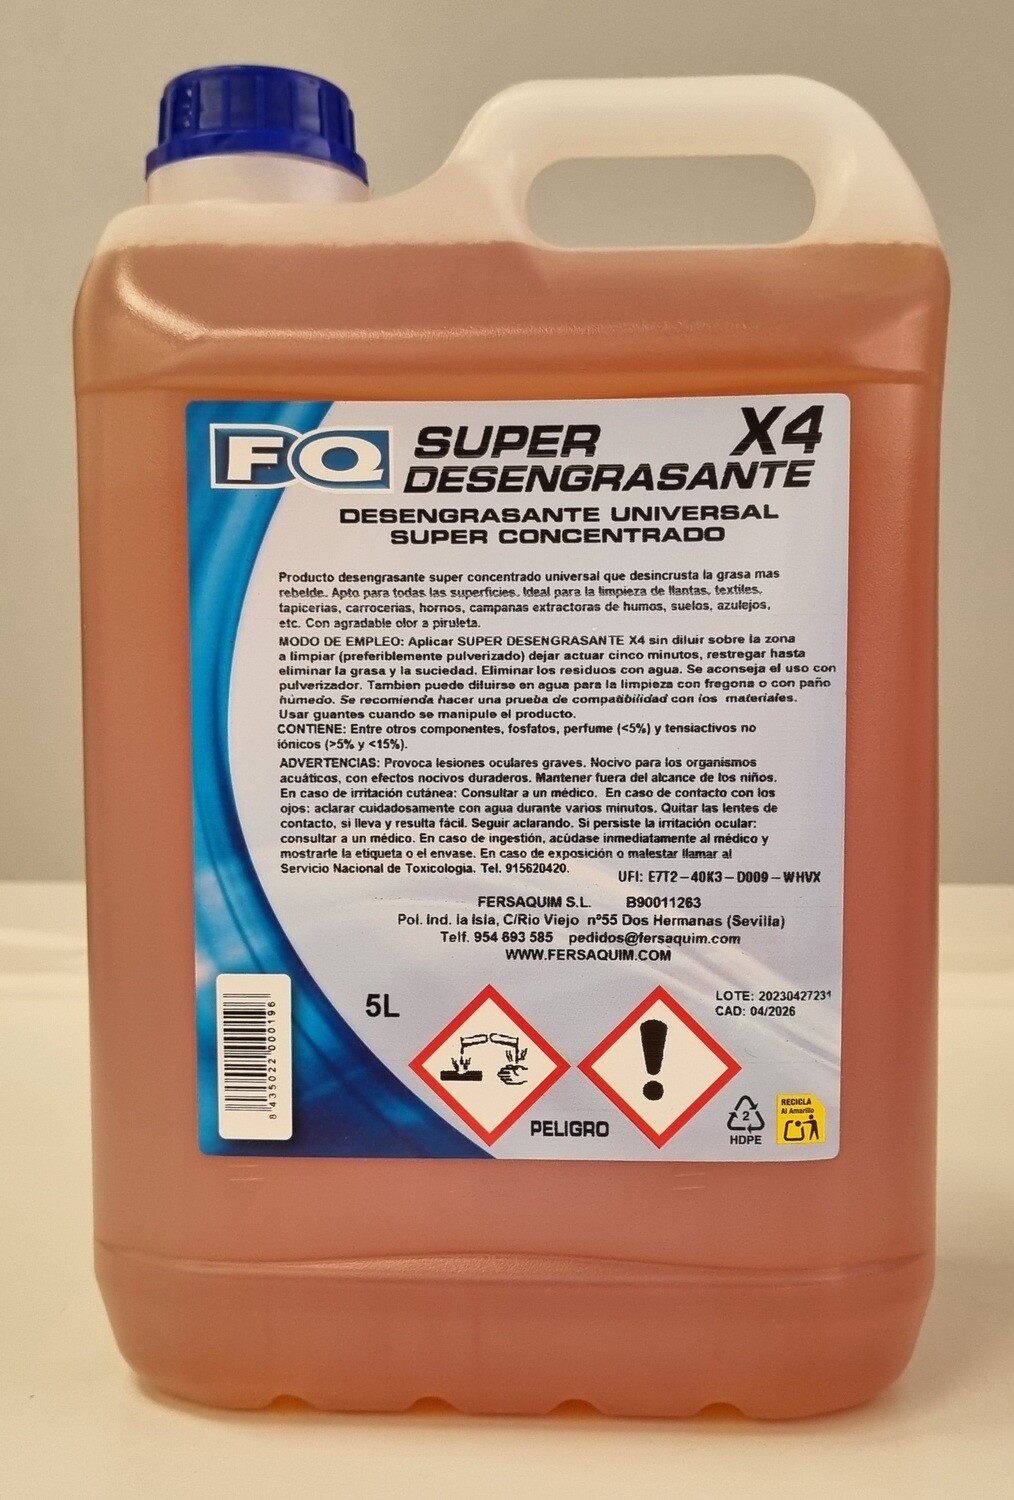 FQ
SUPER X4
DESENGRASANTE
DESENGRASANTE UNIVERSAL
SUPER CONCENTRADO
Producto desengrasante super concentrado universal que desincrusta la grasa mas
rebelde. Apto para todas las superficies. Ideal para la limpieza de llantas, textiles,
tapicerias, carrocerias, hornos, campanas extractoras de humos, suelos, azulejos,
etc. Con agradable olor a piruleta.
MODO DE EMPLEO: Aplicar SUPER DESENGRASANTE X4 sin diluir sobre la zona
a limpiar (preferiblemente pulverizado) dejar actuar cinco minutos, restregar hasta
eliminar la grasa y la suciedad. Eliminar los residuos con agua. Se aconseja el uso con
pulverizador. Tambien puede diluirse en agua para la limpieza con fregona o con paño
húmedo. Se recomienda hacer una prueba de compatibilidad con los materiales.
Usar guantes cuando se manipule el producto.
CONTIENE: Entre otros componentes, fosfatos, perfume (<5%) y tensiactivos no
iónicos (>5% y <15%).
ADVERTENCIAS: Provoca lesiones oculares graves. Nocivo para los organismos
acuáticos, con efectos nocivos duraderos. Mantener fuera del alcance de los niños.
En caso de irritación cutánea: Consultar a un médico. En caso de contacto con los
ojos: aclarar cuidadosamente con agua durante varios minutos. Quitar las lentes de
contacto, si lleva y resulta fácil. Seguir aclarando. Si persiste la irritación ocular:
consultar a un médico. En caso de ingestión, acúdase inmediatamente al médico y
mostrarle la etiqueta o el envase. En caso de exposición o malestar llamar al
Servicio Nacional de Toxicologia. Tel. 915620420.
UFI: E7T2-40K3-D009-WHVX
FERSAQUIM S.L. B90011263
Pol. Ind. la Isla, C/Rio Viejo nº55 Dos Hermanas (Sevilla)
Telf. 954 693 585 pedidos@fersaquim.com
WWW.FERSAQUIM.COM
5L
LOTE: 20230427231
CAD: 04/2026
8 435022 000196
PELIGRO
2
HDPE
RECICLA
Al Amarillo